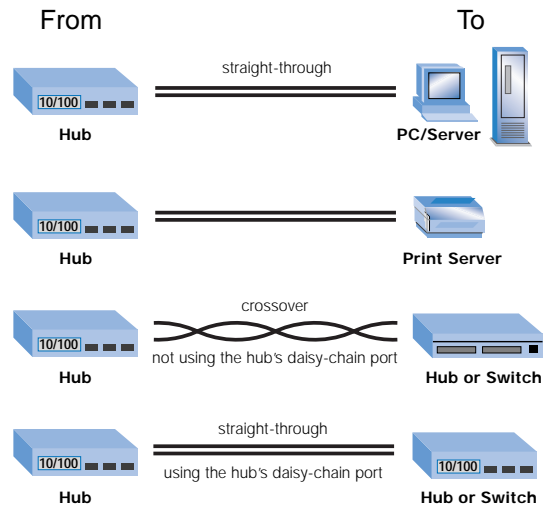 From
To
straight-through
10/100
Hub
PC/Server
10/100
Hub
Print Server
crossover
10/100
not using the hub's daisy-chain port
Hub
Hub or Switch
straight-through
10/100
10/100
using the hub's daisy-chain port
Hub
Hub or Switch